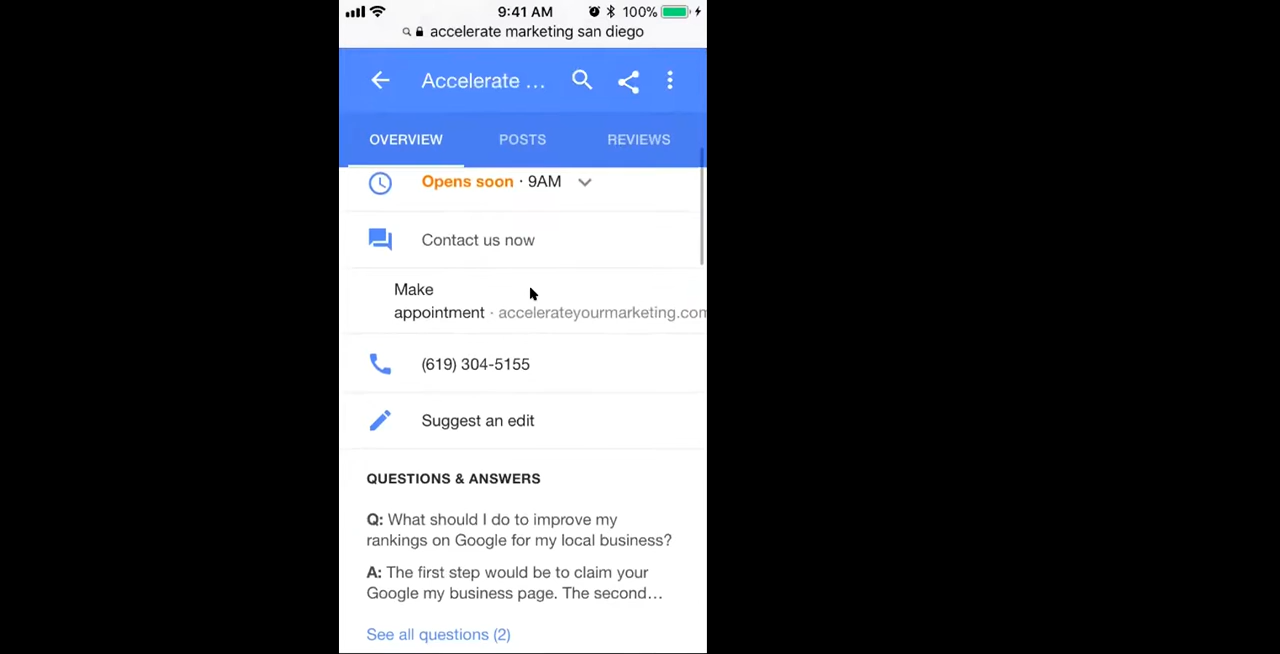 9:41 AM 100%
accelerate marketing san diego
Accelerate ...
OVERVIEW POSTS REVIEWS
Opens soon · 9AM
Contact us now
Make
appointment · accelerateyourmarketing.com
(619) 304-5155
Suggest an edit
QUESTIONS & ANSWERS
Q: What should I do to improve my
rankings on Google for my local business?
A: The first step would be to claim your
Google my business page. The second...
See all questions (2)